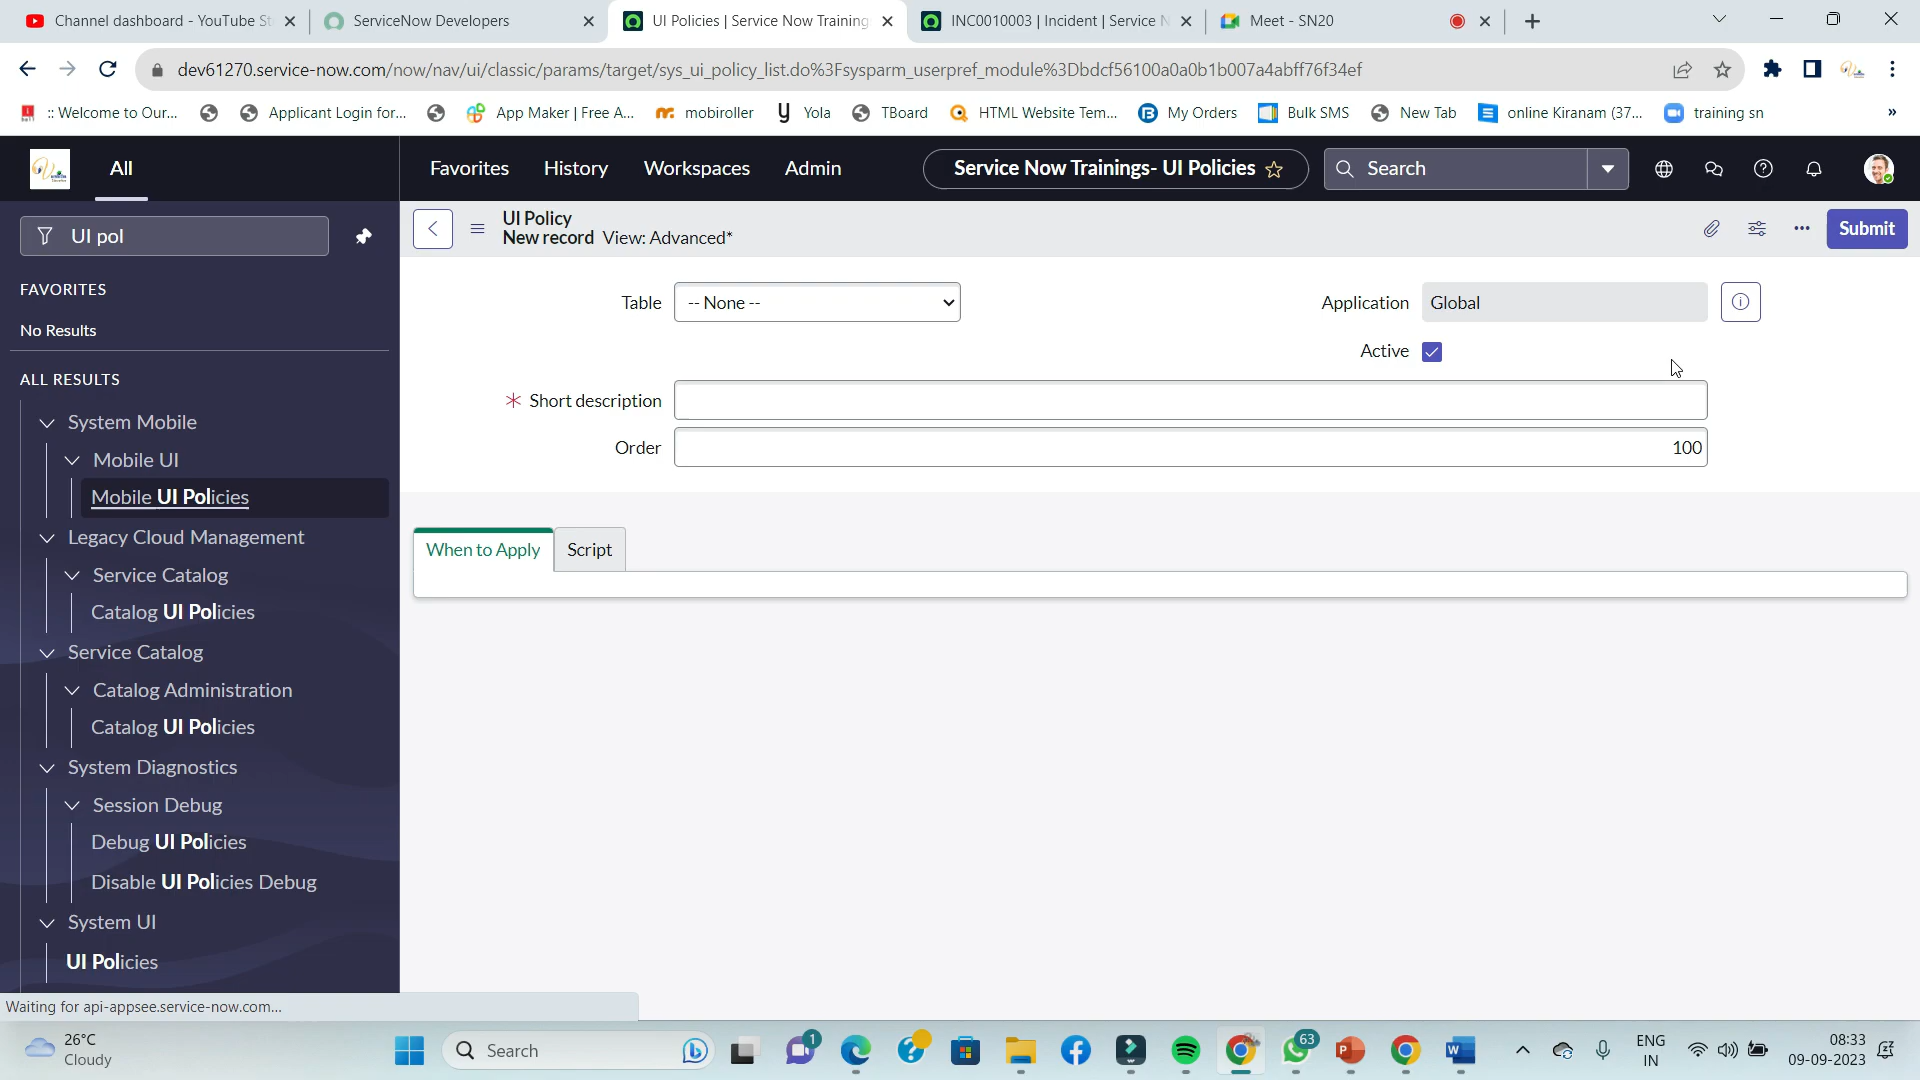 Channel dashboard - YouTube St
ServiceNow Developers
UI Policies | Service Now Training
INC0010003 | Incident | Service N
Meet - SN20
dev61270.service-now.com/now/nav/ui/classic/params/target/sys_ui_policy_list.do%3Fsysparm_userpref_module%3Dbdcf56100a0a0b1b007a4abff76f34ef
:: Welcome to Our...
Applicant Login for...
App Maker | Free A...
mobiroller
Yola
TBoard
HTML Website Tem...
My Orders
Bulk SMS
New Tab
online Kiranam (37...
training sn
»
All
Favorites
History
Workspaces
Admin
Service Now Trainings- UI Policies
Search
UI pol
UI Policy
New record View: Advanced*
Submit
FAVORITES
No Results
ALL RESULTS
System Mobile
Mobile UI
Mobile UI Policies
Legacy Cloud Management
Service Catalog
Catalog UI Policies
Service Catalog
Catalog Administration
Catalog UI Policies
System Diagnostics
Session Debug
Debug UI Policies
Disable UI Policies Debug
System UI
UI Policies
Table
-- None --
Application
Global
Active
Short description
Order
100
When to Apply
Script
Waiting for api-appsee.service-now.com...
26°C
Cloudy
Search
1
63
ENG
IN
08:33
09-09-2023